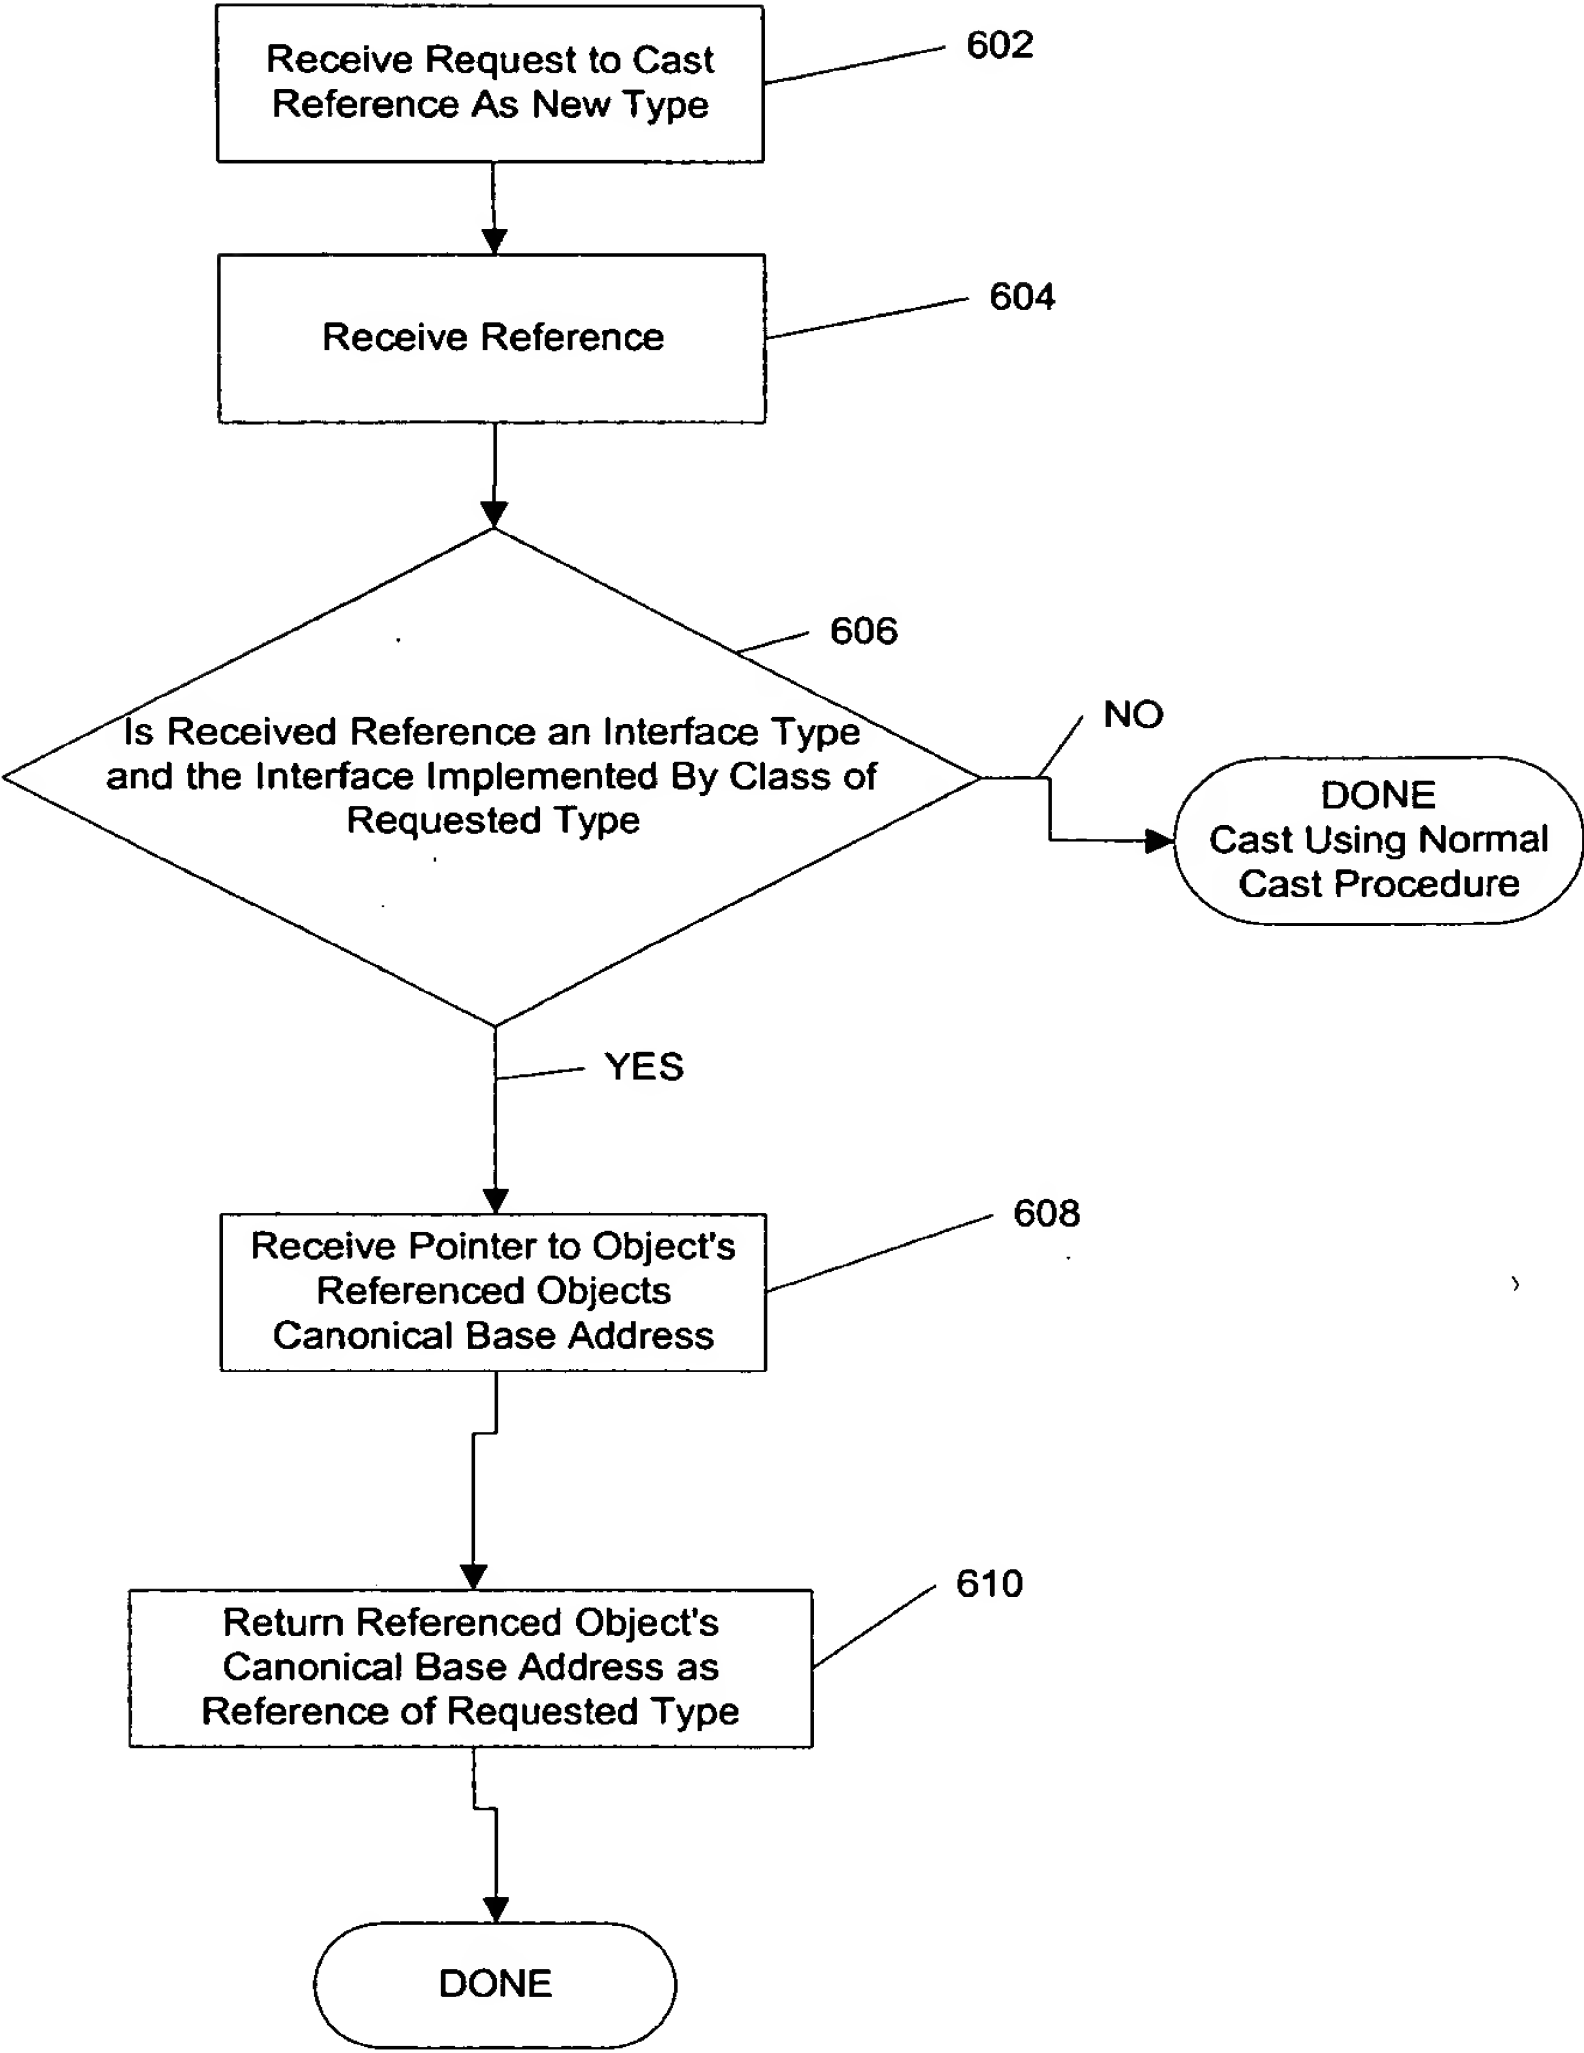 Receive Request to Cast
Reference As New Type
602
Receive Reference
604
606
Is Received Reference an Interface Type
and the Interface Implemented By Class of
Requested Type
NO
DONE
Cast Using Normal
Cast Procedure
YES
Receive Pointer to Object's
Referenced Objects
Canonical Base Address
608
Return Referenced Object's
Canonical Base Address as
Reference of Requested Type
610
DONE